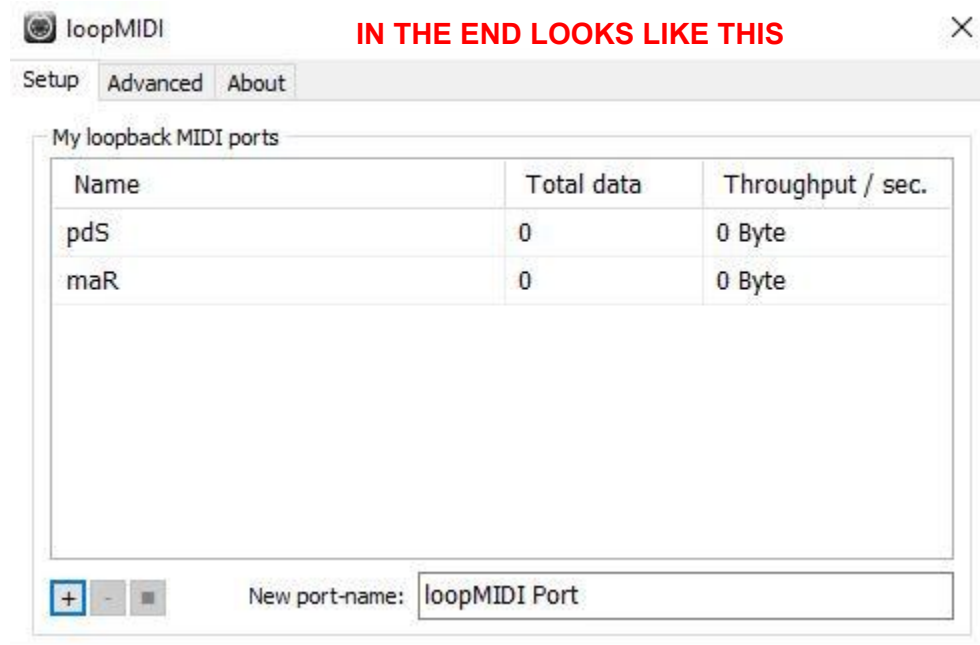 loopMIDI
IN THE END LOOKS LIKE THIS
Setup Advanced About
My loopback MIDI ports
Name Total data Throughput / sec.
pdS 0 0 Byte
maR 0 0 Byte
+ - New port-name: loopMIDI Port